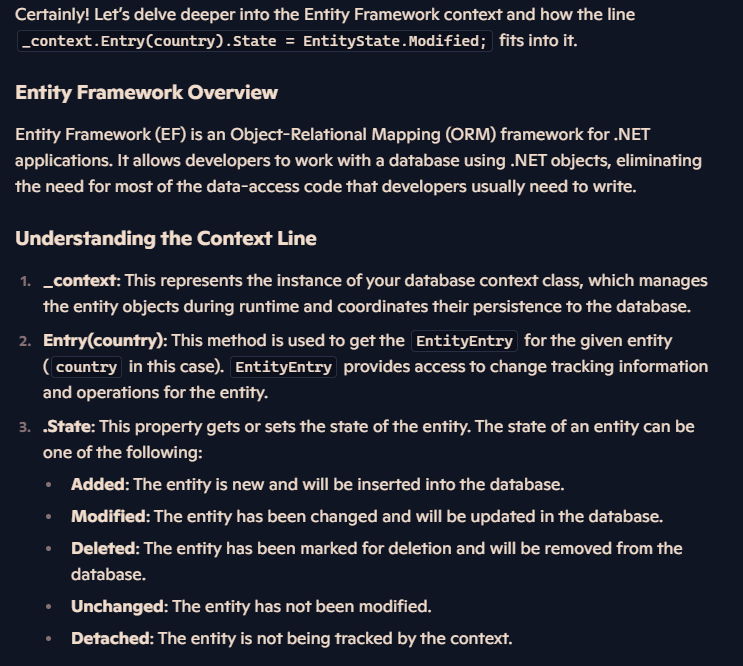 Certainly! Let's delve deeper into the Entity Framework context and how the line
_context.Entry(country).State = EntityState.Modified; fits into it.
Entity Framework Overview
Entity Framework (EF) is an Object-Relational Mapping (ORM) framework for .NET
applications. It allows developers to work with a database using .NET objects, eliminating
the need for most of the data-access code that developers usually need to write.
Understanding the Context Line
1. _context: This represents the instance of your database context class, which manages
the entity objects during runtime and coordinates their persistence to the database.
2. Entry(country): This method is used to get the EntityEntry for the given entity
( country in this case). EntityEntry provides access to change tracking information
and operations for the entity.
3. .State: This property gets or sets the state of the entity. The state of an entity can be
one of the following:
• Added: The entity is new and will be inserted into the database.
• Modified: The entity has been changed and will be updated in the database.
• Deleted: The entity has been marked for deletion and will be removed from the
database.
• Unchanged: The entity has not been modified.
• Detached: The entity is not being tracked by the context.